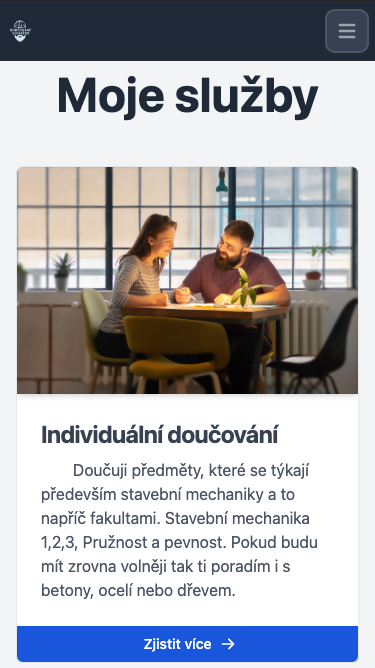 Moje služby
Individuální doučování
Doučuji předměty, které se týkají
především stavební mechaniky a to
napříč fakultami. Stavební mechanika
1,2,3, Pružnost a pevnost. Pokud budu
mít zrovna volněji tak ti poradím i s
betony, ocelí nebo dřevem.
Zjistit více →